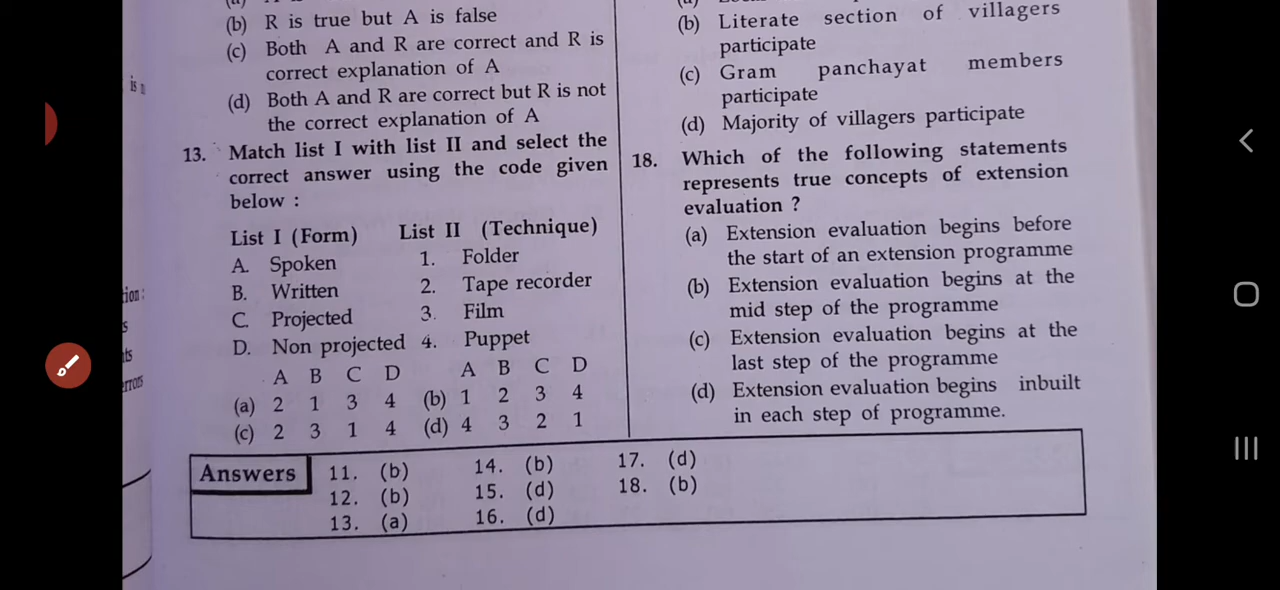 (b) R is true but A is false
(c) Both A and R are correct and R is
correct explanation of A
(d) Both A and R are correct but R is not
the correct explanation of A
13. Match list I with list II and select the
correct answer using the code given
below :
List I (Form) List II (Technique)
A. Spoken 1. Folder
B. Written 2. Tape recorder
C. Projected 3. Film
D. Non projected 4. Puppet
A B C D A B C D
(a) 2 1 3 4 (b) 1 2 3 4
(c) 2 3 1 4 (d) 4 3 2 1
(b) Literate section of villagers
participate
(c) Gram panchayat members
participate
(d) Majority of villagers participate
18. Which of the following statements
represents true concepts of extension
evaluation ?
(a) Extension evaluation begins before
the start of an extension programme
(b) Extension evaluation begins at the
mid step of the programme
(c) Extension evaluation begins at the
last step of the programme
(d) Extension evaluation begins inbuilt
in each step of programme.
Answers 11. (b) 14. (b) 17. (d)
12. (b) 15. (d) 18. (b)
13. (a) 16. (d)